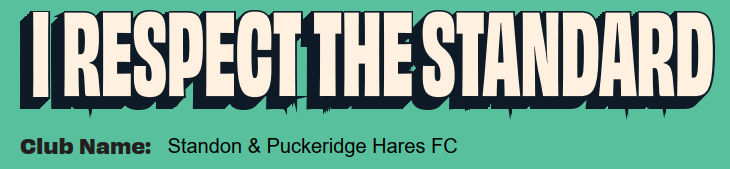 I RESPECT THE STANDARD
Club Name: Standon & Puckeridge Hares FC